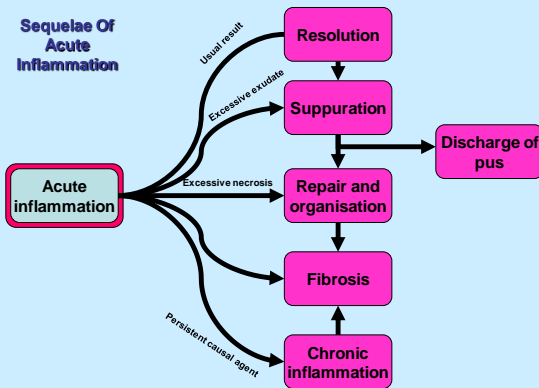 Sequelae Of
Acute
Inflammation
Usual result
Resolution
Excessive exudate
Suppuration
Discharge of
pus
Acute
inflammation
Excessive necrosis
Repair and
organisation
Fibrosis
Persistent causal agent
Chronic
inflammation